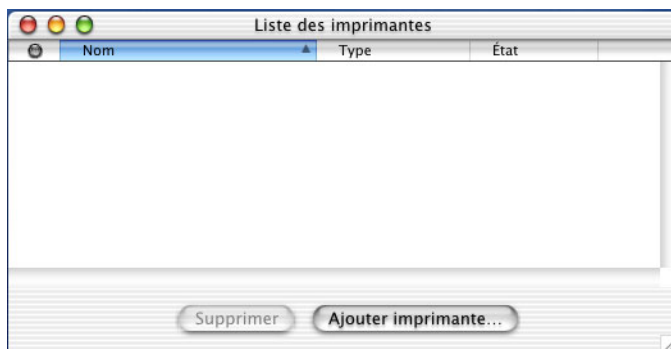 Liste des imprimantes
Nom Type État
Supprimer Ajouter imprimante...